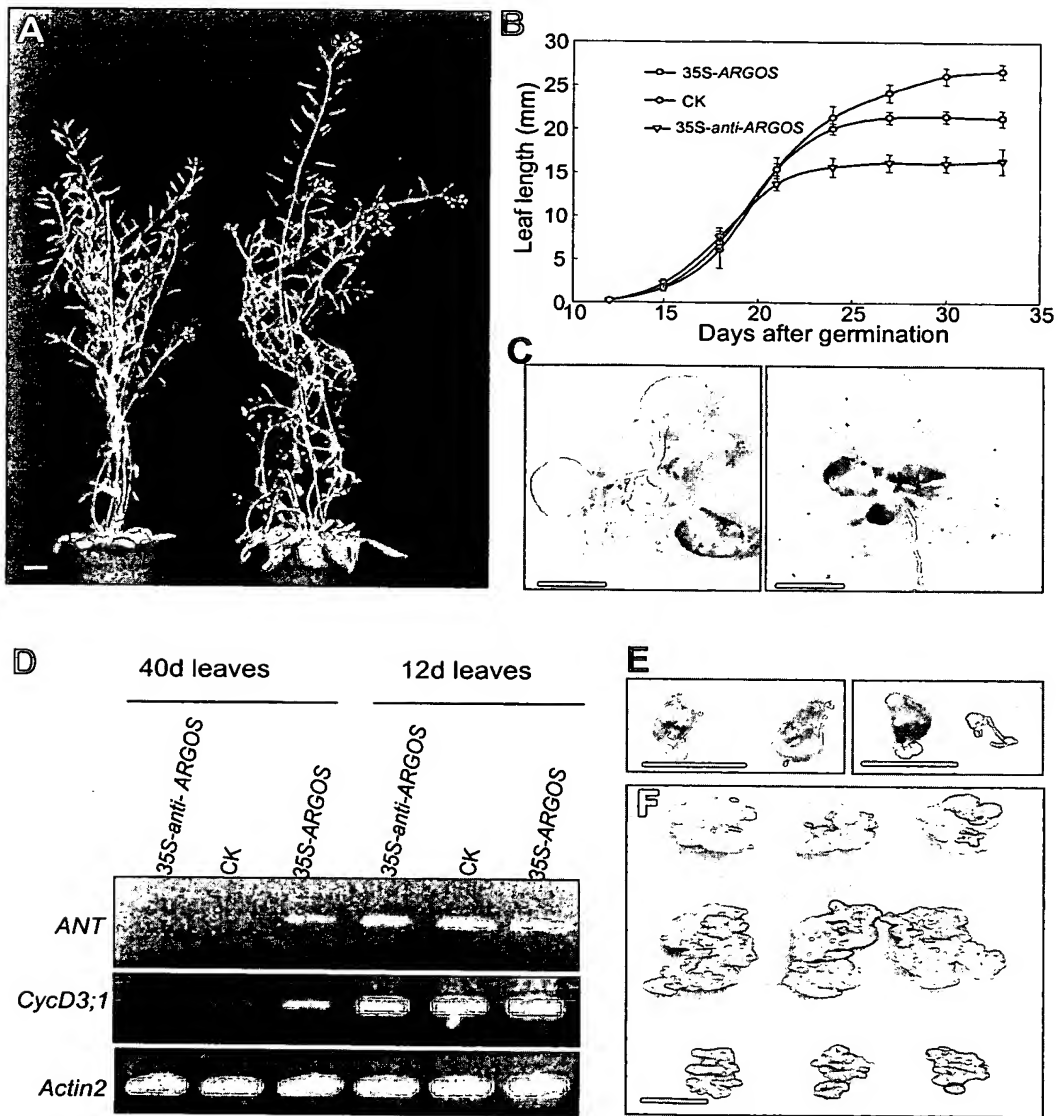 A
B
30
25
20
15
10
5
0
Leaf length (mm)
35S-ARGOS
CK
35S-anti-ARGOS
10 15 20 25 30 35
Days after germination
C
D
40d leaves 12d leaves
35S-anti- ARGOS
CK
35S-ARGOS
35S-anti-ARGOS
CK
35S-ARGOS
ANT
CycD3;1
Actin2
E
F